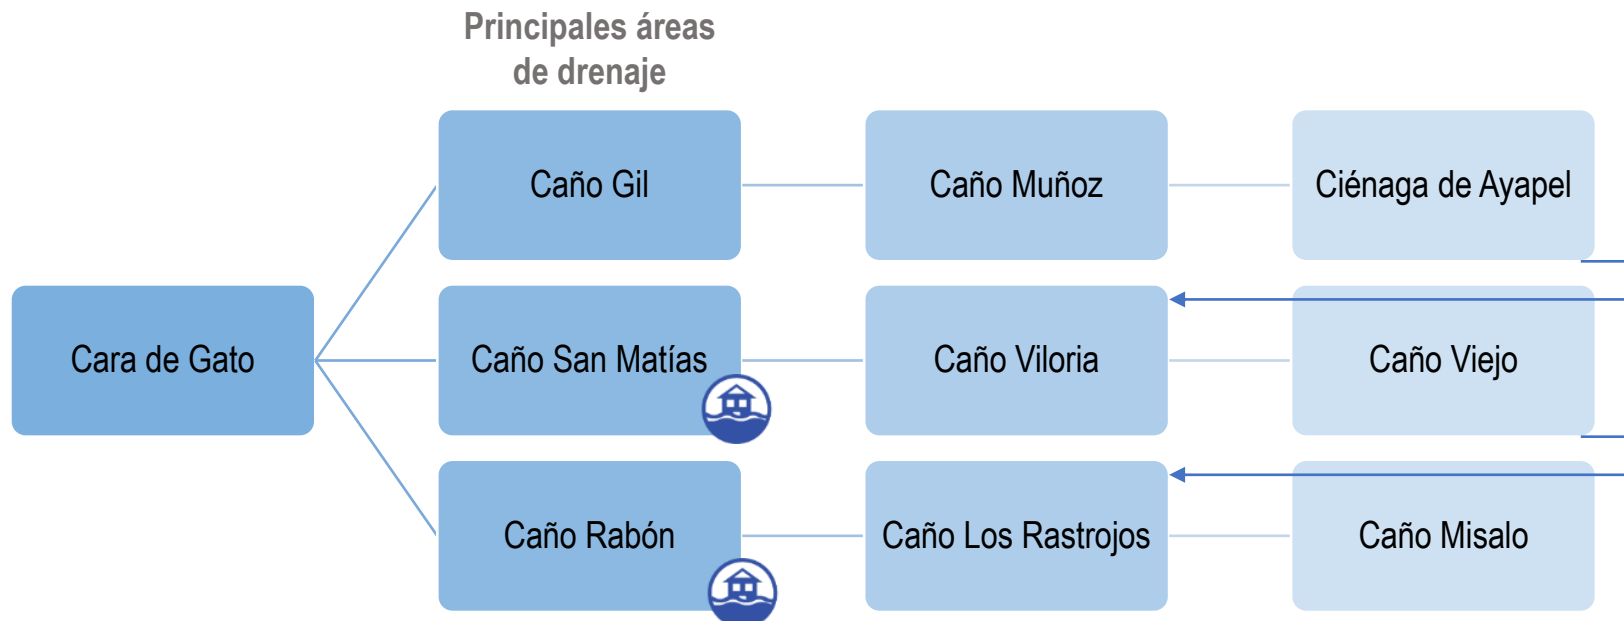 Principales áreas
de drenaje
Caño Gil
Caño Muñoz
Ciénaga de Ayapel
Cara de Gato
Caño San Matías
Caño Viloria
Caño Viejo
Caño Rabón
Caño Los Rastrojos
Caño Misalo